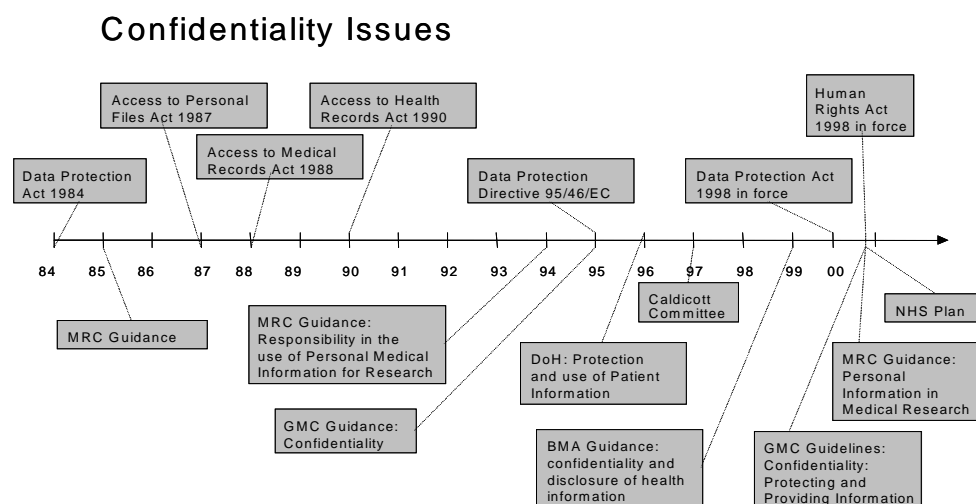 Confidentiality Issues
Access to Personal
Files Act 1987
Access to Health
Records Act 1990
Human
Rights Act
1998 in force
Access to Medical
Records Act 1988
Data Protection
Act 1984
Data Protection
Directive 95/46/EC
Data Protection Act
1998 in force
84 85 86 87 88 89 90 91 92 93 94 95 96 97 98 99 00
MRC Guidance
MRC Guidance:
Responsibility in the
use of Personal Medical
Information for Research
GMC Guidance:
Confidentiality
DoH: Protection
and use of Patient
Information
Caldicott
Committee
NHS Plan
MRC Guidance:
Personal
Information in
Medical Research
BMA Guidance:
confidentiality and
disclosure of health
information
GMC Guidelines:
Confidentiality:
Protecting and
Providing Information